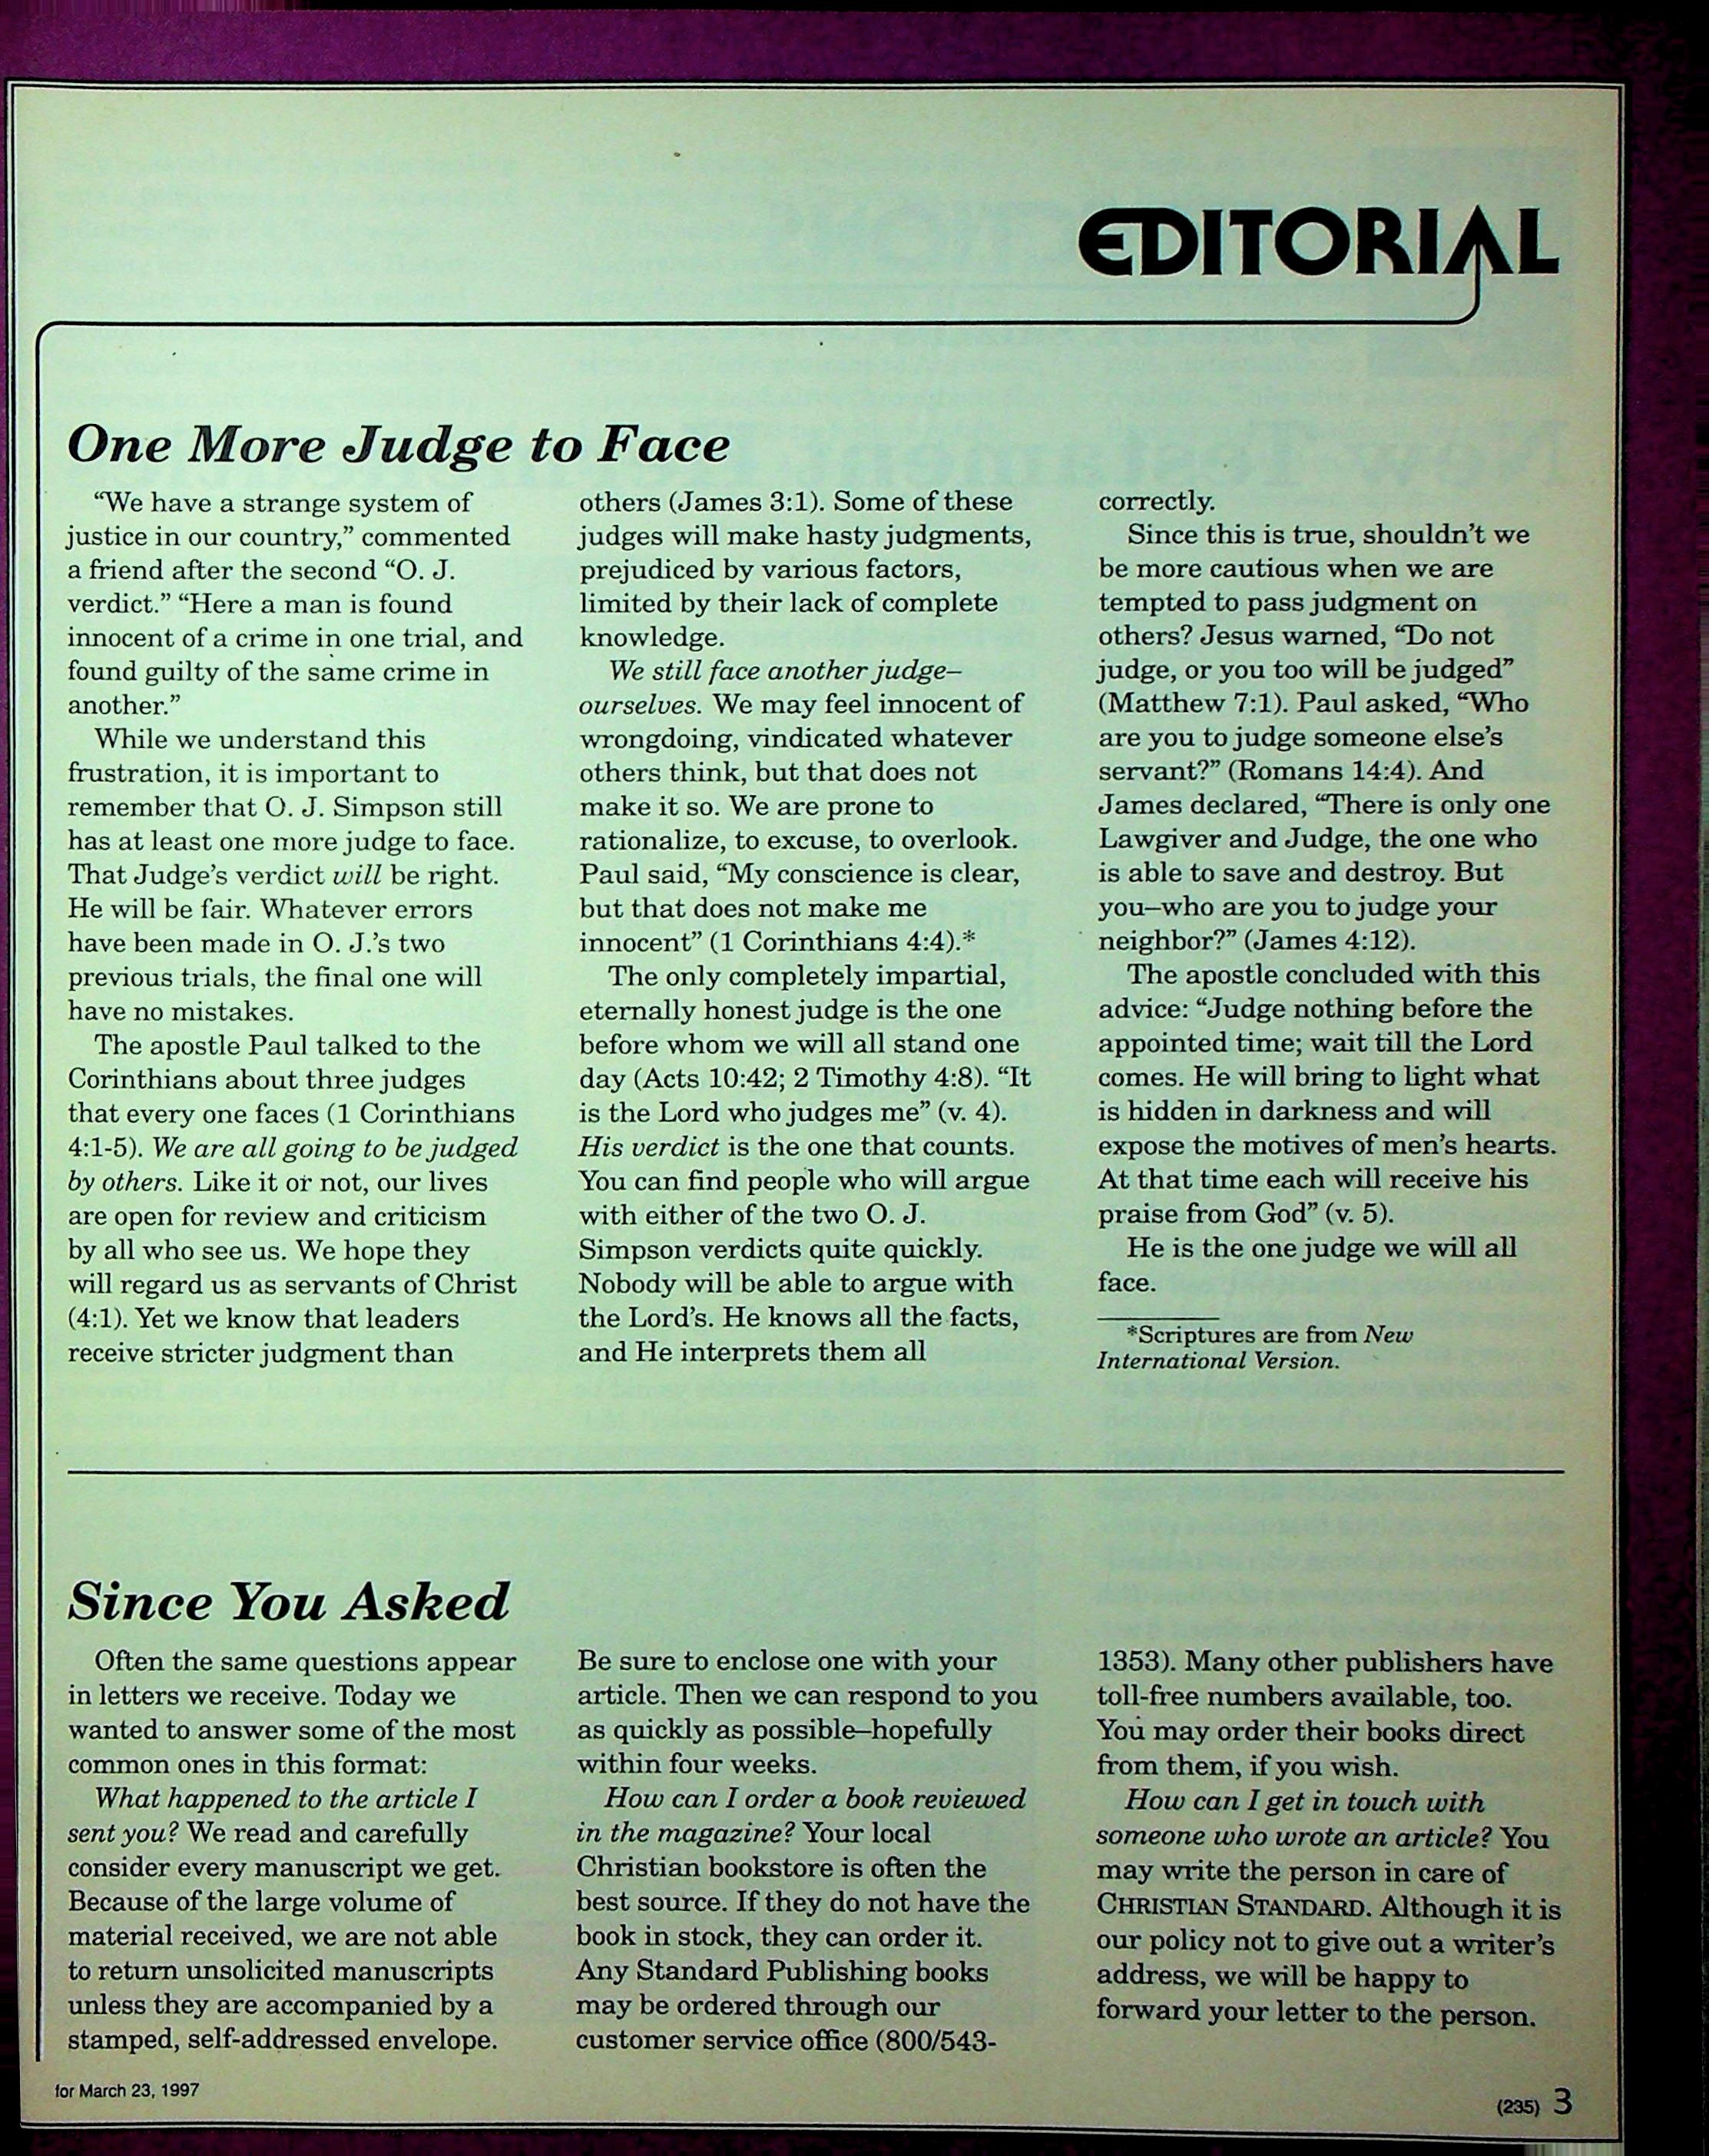 EDITORIAL
One More Judge to Face
“We have a strange system of
justice in our country,” commented
a friend after the second “O. J.
verdict.” “Here a man is found
innocent of a crime in one trial, and
found guilty of the same crime in
another.”
While we understand this
frustration, it is important to
remember that O. J. Simpson still
has at least one more judge to face.
That Judge’s verdict will be right.
He will be fair. Whatever errors
have been made in O. J.’s two
previous trials, the final one will
have no mistakes.
The apostle Paul talked to the
Corinthians about three judges
that every one faces (1 Corinthians
4:1-5). We are all going to be judged
by others. Like it or not, our lives
are open for review and criticism
by all who see us. We hope they
will regard us as servants of Christ
(4:1). Yet we know that leaders
receive stricter judgment than
others (James 3:1). Some of these
judges will make hasty judgments,
prejudiced by various factors,
limited by their lack of complete
knowledge.
We still face another judge–
ourselves. We may feel innocent of
wrongdoing, vindicated whatever
others think, but that does not
make it so. We are prone to
rationalize, to excuse, to overlook.
Paul said, “My conscience is clear,
but that does not make me
innocent” (1 Corinthians 4:4).*
The only completely impartial,
eternally honest judge is the one
before whom we will all stand one
day (Acts 10:42; 2 Timothy 4:8). “It
is the Lord who judges me” (v. 4).
His verdict is the one that counts.
You can find people who will argue
with either of the two O. J.
Simpson verdicts quite quickly.
Nobody will be able to argue with
the Lord’s. He knows all the facts,
and He interprets them all
correctly.
Since this is true, shouldn’t we
be more cautious when we are
tempted to pass judgment on
others? Jesus warned, “Do not
judge, or you too will be judged”
(Matthew 7:1). Paul asked, “Who
are you to judge someone else’s
servant?” (Romans 14:4). And
James declared, “There is only one
Lawgiver and Judge, the one who
is able to save and destroy. But
you–who are you to judge your
neighbor?” (James 4:12).
The apostle concluded with this
advice: “Judge nothing before the
appointed time; wait till the Lord
comes. He will bring to light what
is hidden in darkness and will
expose the motives of men’s hearts.
At that time each will receive his
praise from God” (v. 5).
He is the one judge we will all
face.
*Scriptures are from New
International Version.
Since You Asked
Often the same questions appear
in letters we receive. Today we
wanted to answer some of the most
common ones in this format:
What happened to the article I
sent you? We read and carefully
consider every manuscript we get.
Because of the large volume of
material received, we are not able
to return unsolicited manuscripts
unless they are accompanied by a
stamped, self-addressed envelope.
Be sure to enclose one with your
article. Then we can respond to you
as quickly as possible–hopefully
within four weeks.
How can I order a book reviewed
in the magazine? Your local
Christian bookstore is often the
best source. If they do not have the
book in stock, they can order it.
Any Standard Publishing books
may be ordered through our
customer service office (800/543-
1353). Many other publishers have
toll-free numbers available, too.
You may order their books direct
from them, if you wish.
How can I get in touch with
someone who wrote an article? You
may write the person in care of
CHRISTIAN STANDARD. Although it is
our policy not to give out a writer’s
address, we will be happy to
forward your letter to the person.
for March 23, 1997
(235) 3